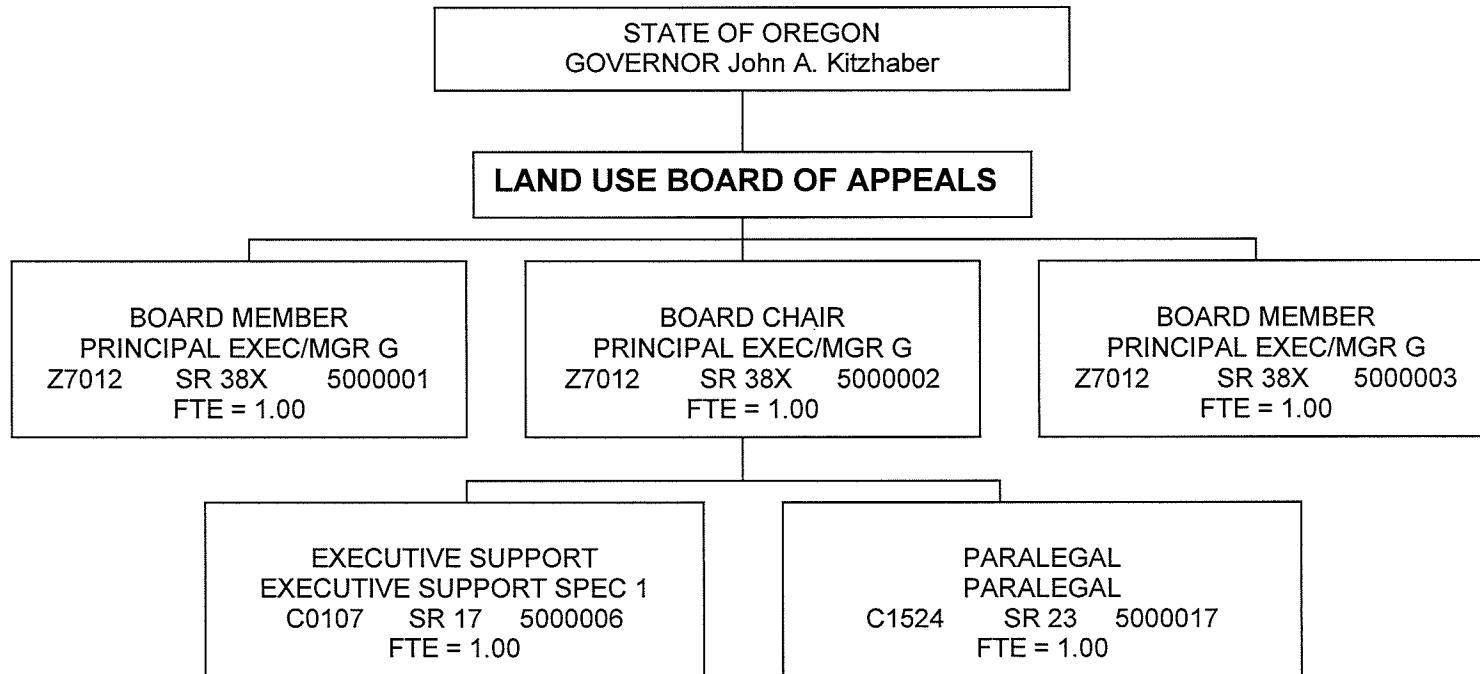 STATE OF OREGON
GOVERNOR John A. Kitzhaber
LAND USE BOARD OF APPEALS
BOARD MEMBER
PRINCIPAL EXEC/MGR G
Z7012 SR 38X 5000001
FTE = 1.00
BOARD CHAIR
PRINCIPAL EXEC/MGR G
Z7012 SR 38X 5000002
FTE = 1.00
BOARD MEMBER
PRINCIPAL EXEC/MGR G
Z7012 SR 38X 5000003
FTE = 1.00
EXECUTIVE SUPPORT
EXECUTIVE SUPPORT SPEC 1
C0107 SR 17 5000006
FTE = 1.00
PARALEGAL
PARALEGAL
C1524 SR 23 5000017
FTE = 1.00